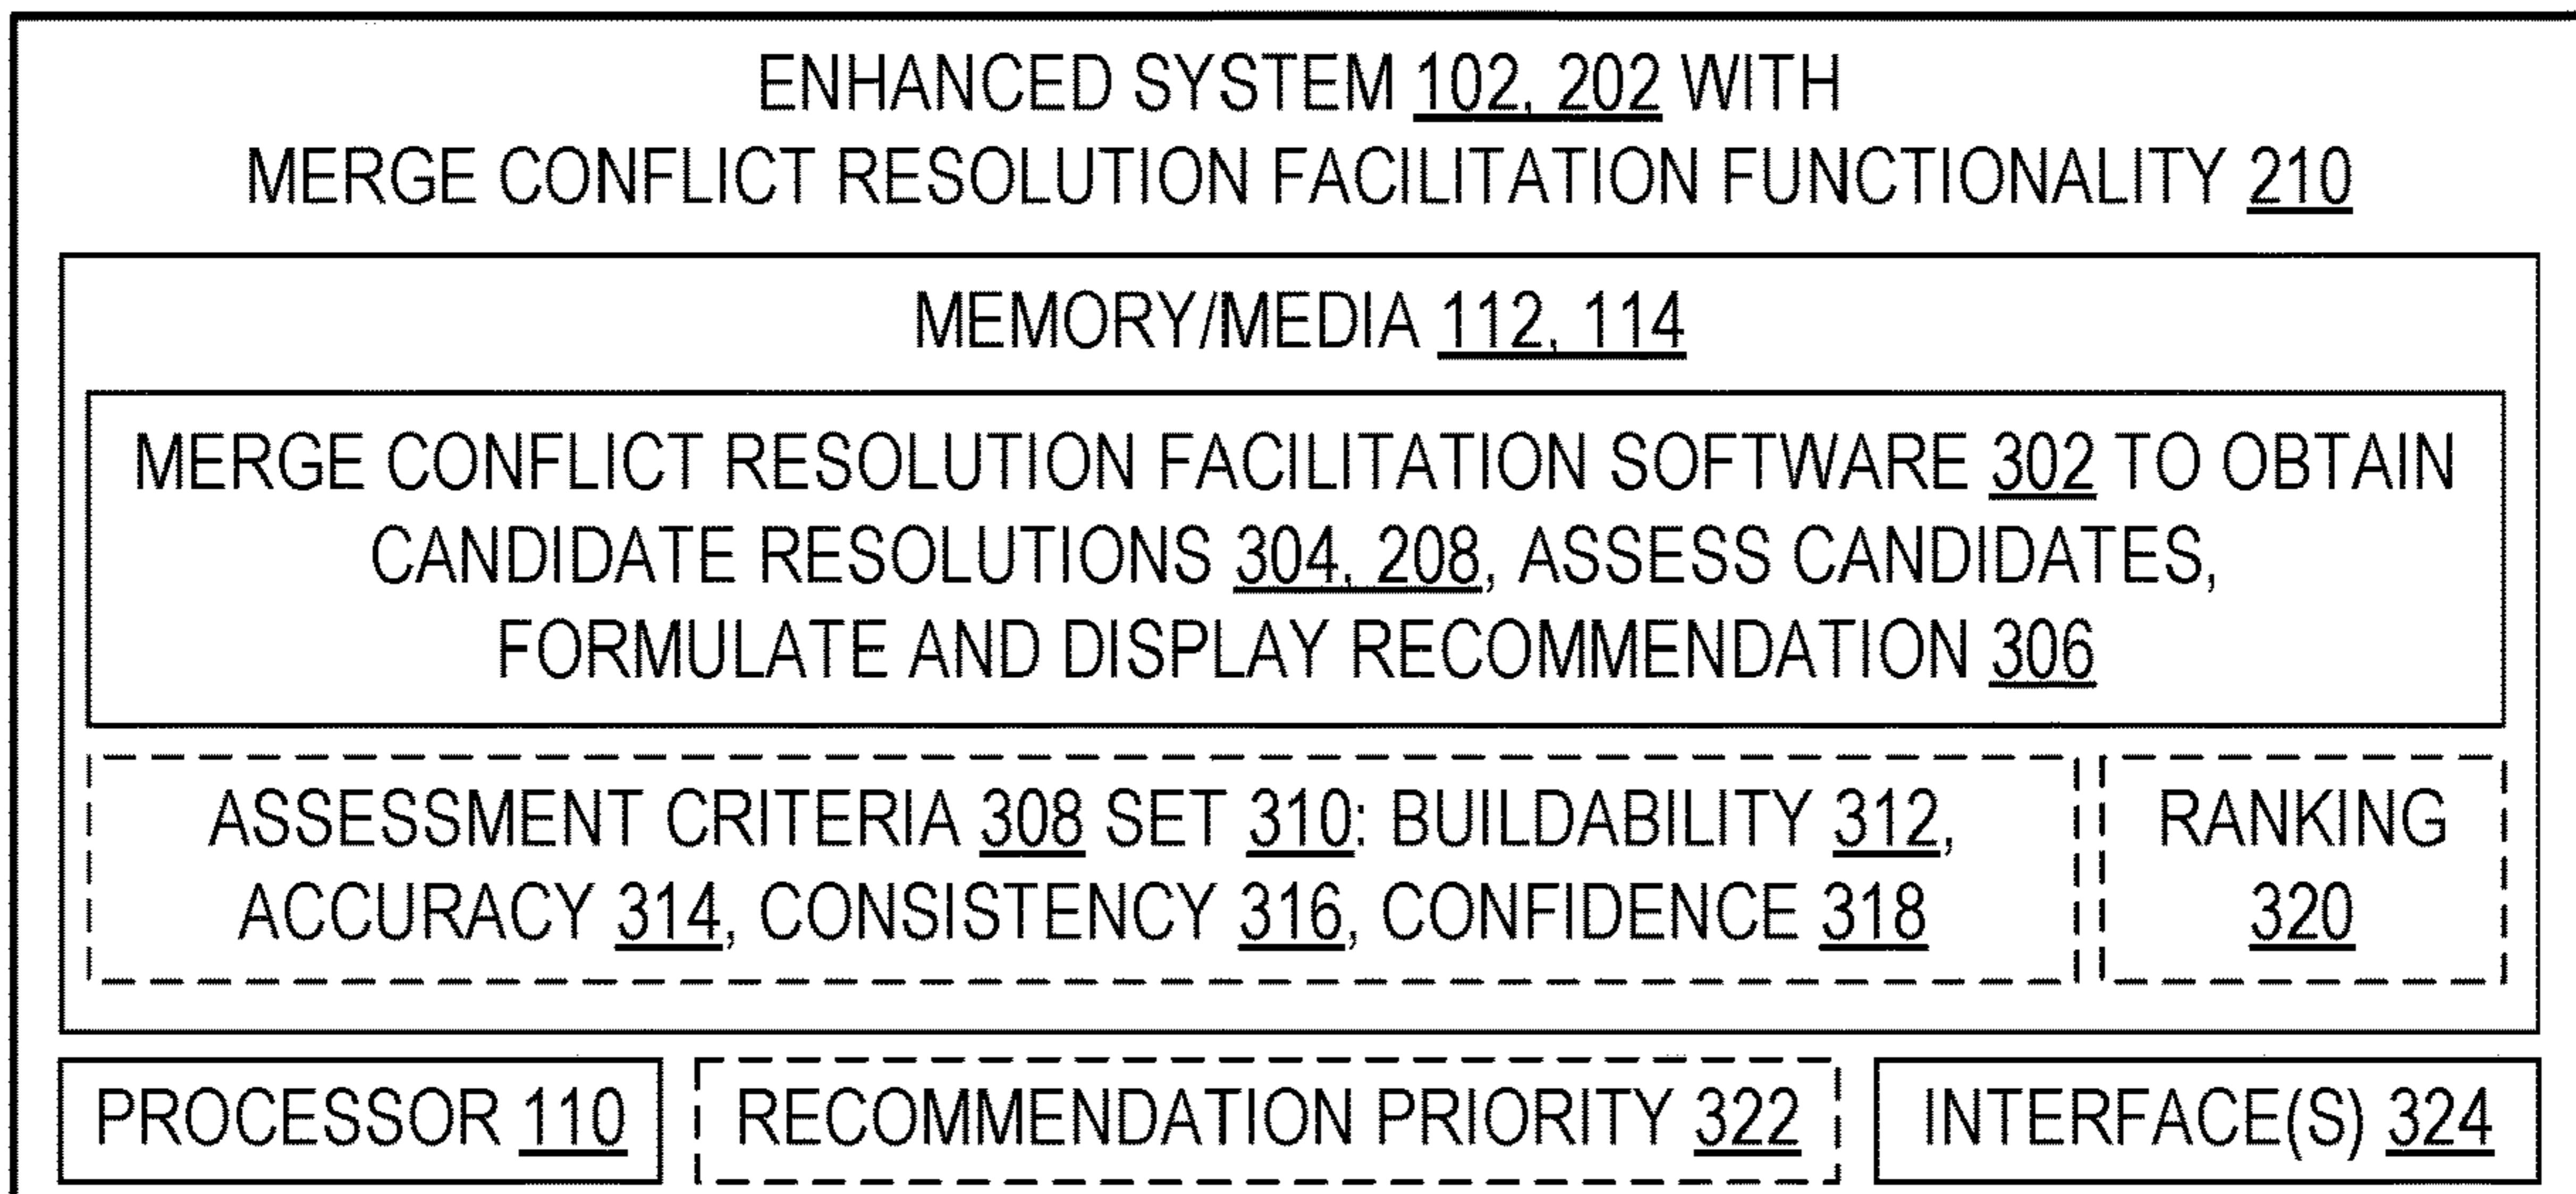 ENHANCED SYSTEM 102, 202 WITH
MERGE CONFLICT RESOLUTION FACILITATION FUNCTIONALITY 210
MEMORY/MEDIA 112, 114
MERGE CONFLICT RESOLUTION FACILITATION SOFTWARE 302 TO OBTAIN
CANDIDATE RESOLUTIONS 304, 208, ASSESS CANDIDATES,
FORMULATE AND DISPLAY RECOMMENDATION 306
ASSESSMENT CRITERIA 308 SET 310: BUILDABILITY 312,
ACCURACY 314, CONSISTENCY 316, CONFIDENCE 318
RANKING
320
PROCESSOR 110
RECOMMENDATION PRIORITY 322
INTERFACE(S) 324